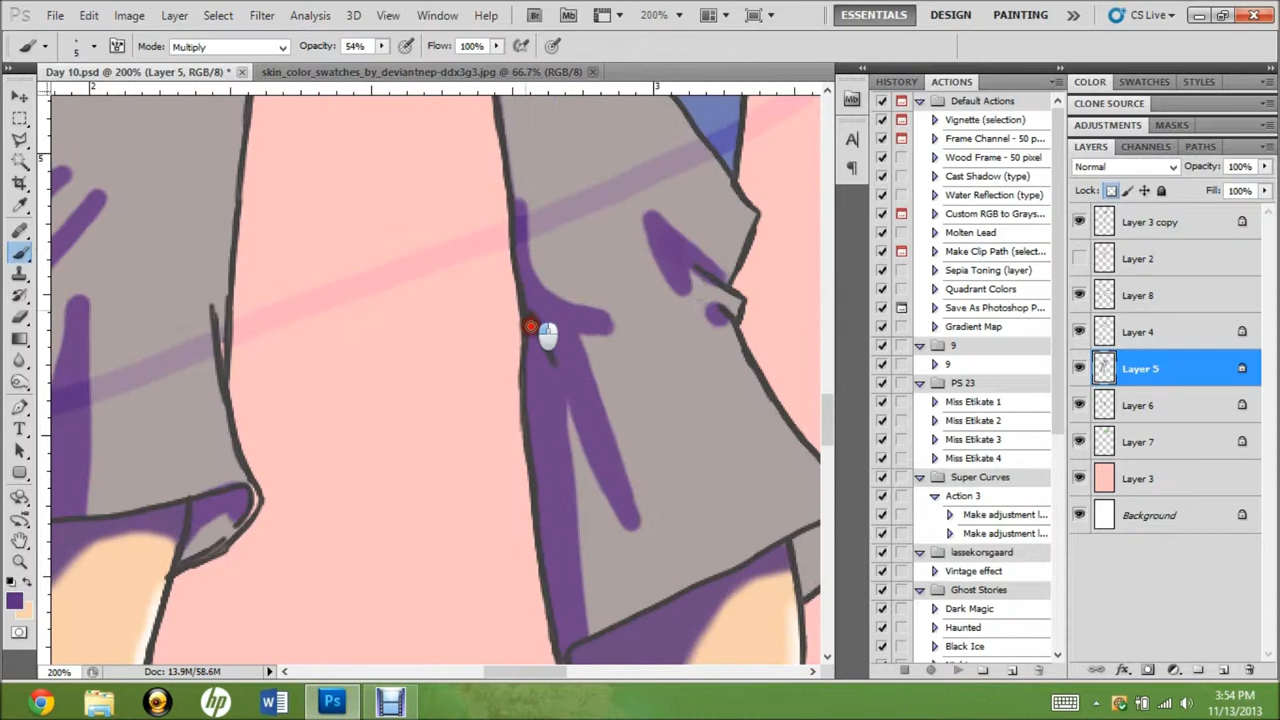 Ps File Edit Image Layer Select Filter Analysis 3D View Window Help Br Mb 200% ESSENTIALS DESIGN PAINTING CS Live
5 Mode: Multiply Opacity: 54% Flow: 100%
Day 10.psd @ 200% (Layer 5, RGB/8) * skin_color_swatches_by_deviantnep-ddx3g3.jpg @ 66.7% (RGB/8)
2 3
5
HISTORY ACTIONS
Default Actions
Vignette (selection)
Frame Channel - 50 p...
Wood Frame - 50 pixel
Cast Shadow (type)
Water Reflection (type)
Custom RGB to Grays...
Molten Lead
Make Clip Path (select...
Sepia Toning (layer)
Quadrant Colors
Save As Photoshop P...
Gradient Map
9
9
PS 23
Miss Etikate 1
Miss Etikate 2
Miss Etikate 3
Miss Etikate 4
Super Curves
Action 3
Make adjustment l...
Make adjustment l...
lassekorsgaard
Vintage effect
Ghost Stories
Dark Magic
Haunted
Black Ice
COLOR SWATCHES STYLES
CLONE SOURCE
ADJUSTMENTS MASKS
LAYERS CHANNELS PATHS
Normal Opacity: 100%
Lock: Fill: 100%
Layer 3 copy
Layer 2
Layer 8
Layer 4
Layer 5
Layer 6
Layer 7
Layer 3
Background
200% Doc: 13.9M/58.6M
3:54 PM
11/13/2013